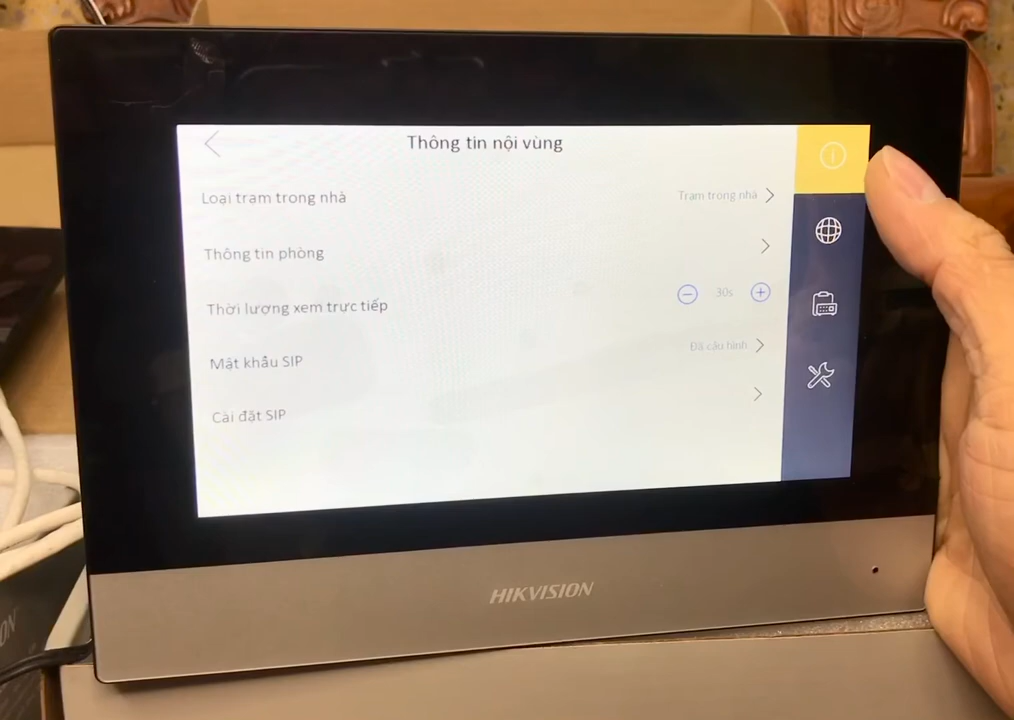 Thông tin nội vùng
Loại trạm trong nhà Trạm trong nhà
Thông tin phòng
Thời lượng xem trực tiếp 30s
Mật khẩu SIP Đã cấu hình
Cài đặt SIP
HIKVISION
ON